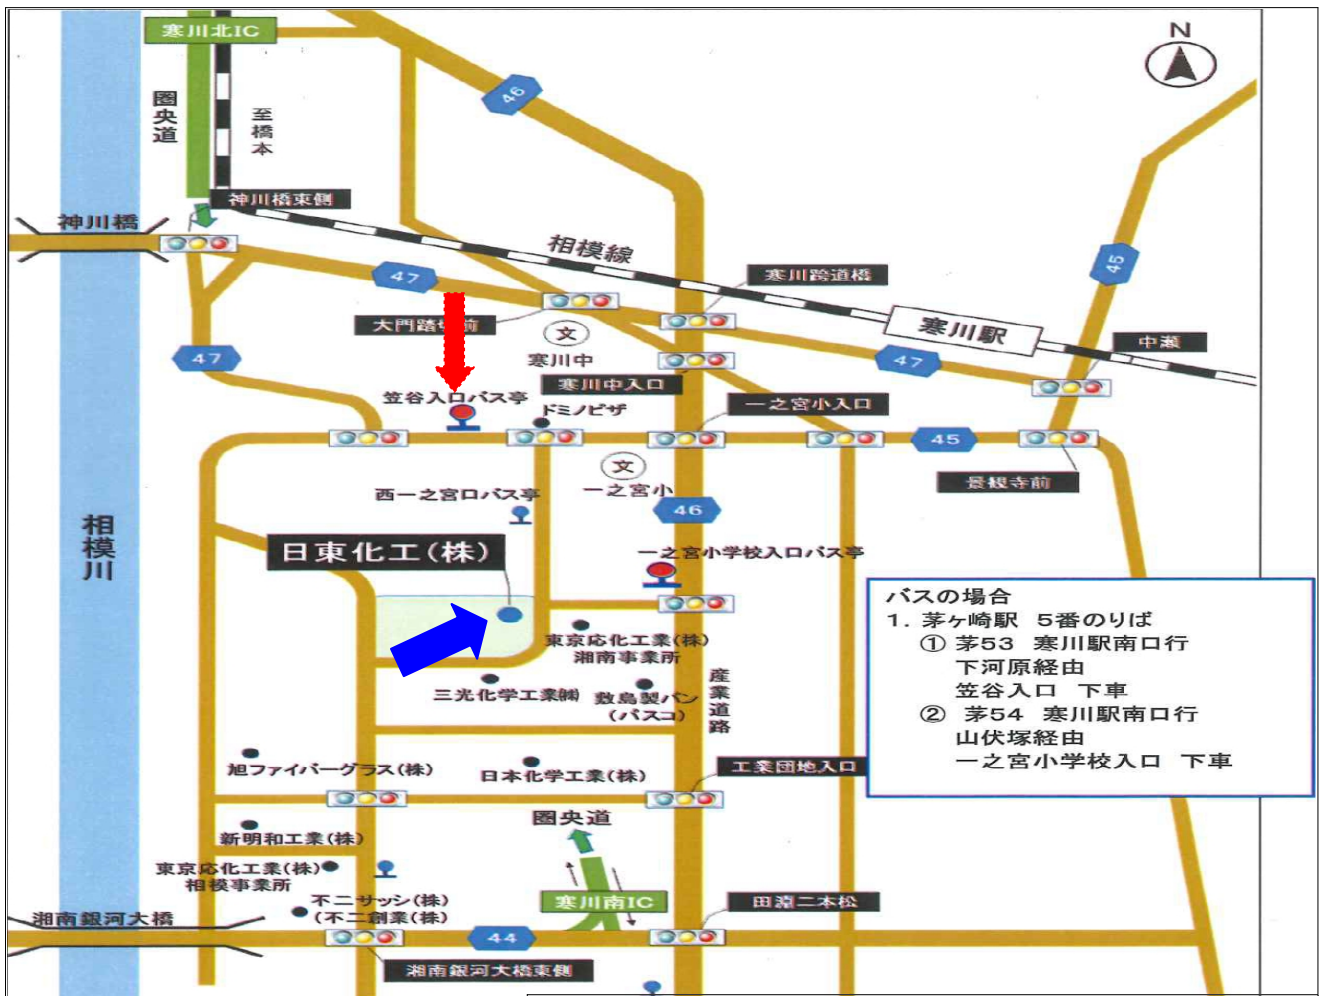 寒川北IC
N
46
圏央道
至橋本
神川橋東側
神川橋
相模線
45
47
寒川跨道橋
大門踏切前
文
寒川駅
中瀬
寒川中
47
47
寒川中入口
笠谷入口バス亭
ドミノピザ
一之宮小入口
45
文
景観寺前
西一之宮口バス亭
一之宮小
46
相模川
日東化工(株)
一之宮小学校入口バス亭
バスの場合
1. 茅ヶ崎駅 5番のりば
① 茅53 寒川駅南口行
下河原経由
笠谷入口 下車
② 茅54 寒川駅南口行
山伏塚経由
一之宮小学校入口 下車
東京応化工業(株)
湘南事業所
三光化学工業㈱
敷島製パン
(パスコ)
産業道路
旭ファイバーグラス(株)
日本化学工業(株)
工業団地入口
圏央道
新明和工業(株)
東京応化工業(株)
相模事業所
不二サッシ(株)
(不二創業(株)
寒川南IC
田淵二本松
湘南銀河大橋
44
湘南銀河大橋東側